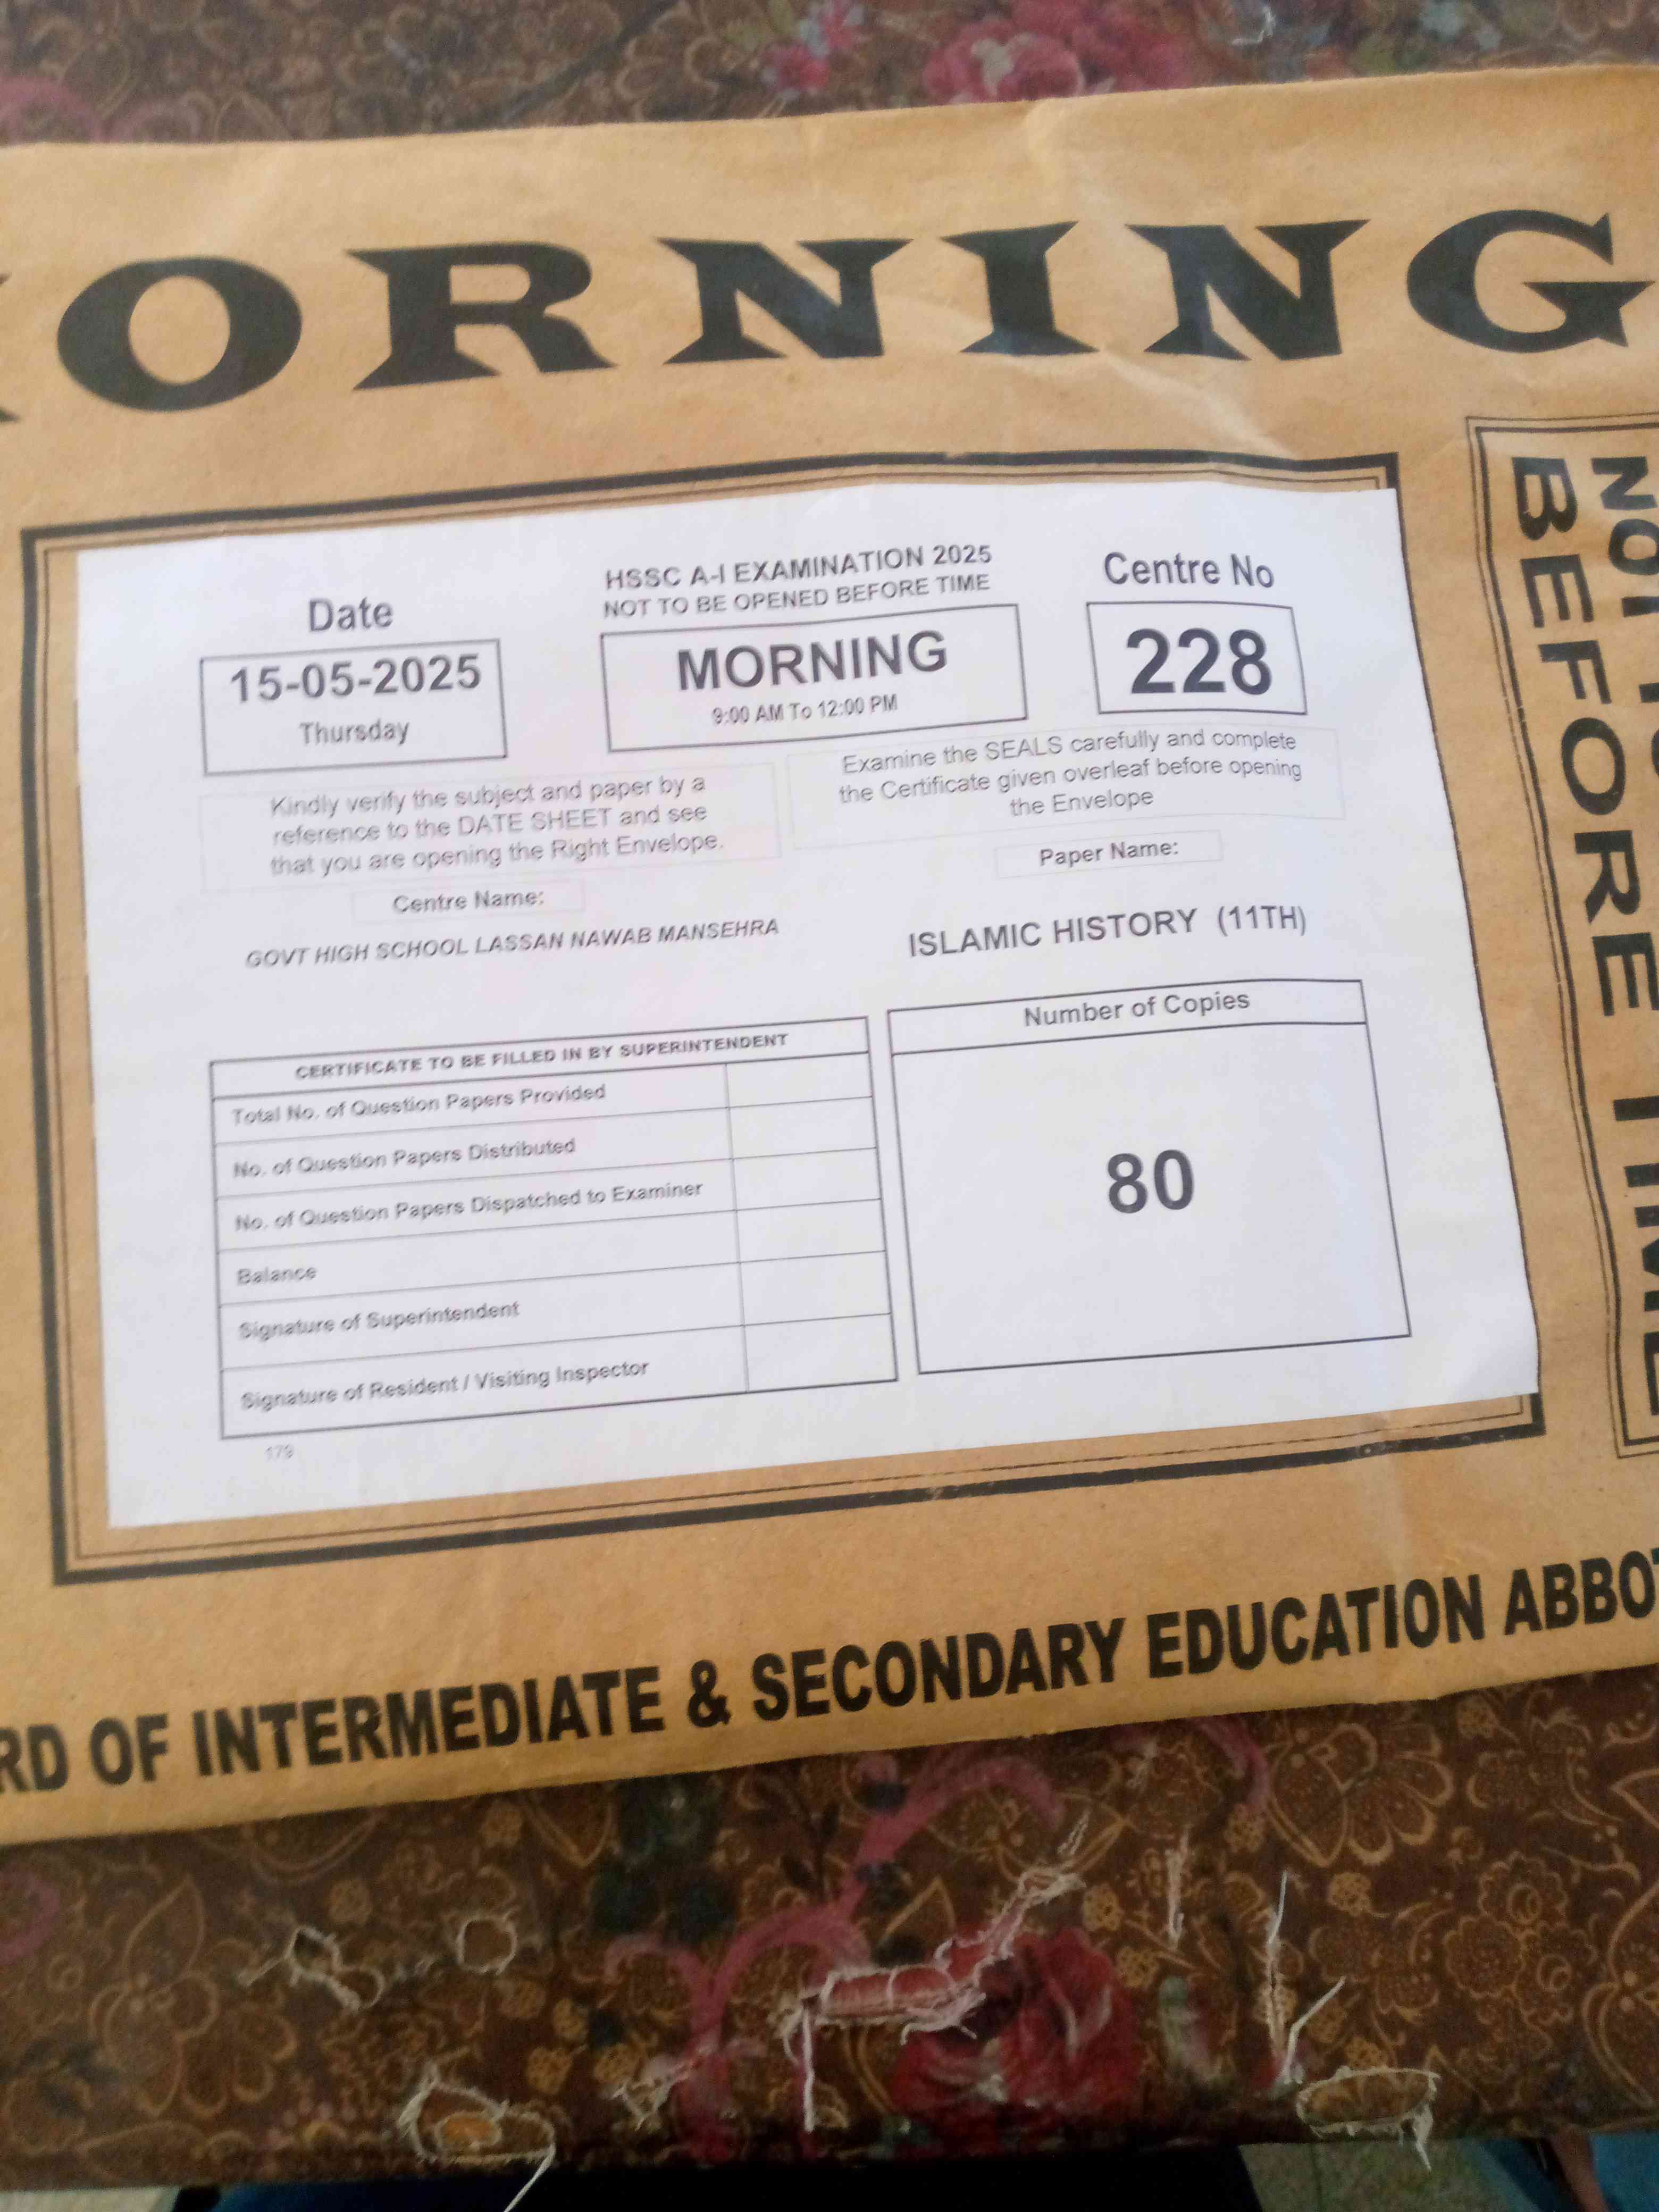 ORNING
Date
15-05-2025
Thursday
HSSC A-I EXAMINATION 2025
NOT TO BE OPENED BEFORE TIME
MORNING
9:00 AM To 12:00 PM
Centre No
228
Kindly verify the subject and paper by a
reference to the DATE SHEET and see
that you are opening the Right Envelope.
Examine the SEALS carefully and complete
the Certificate given overleaf before opening
the Envelope
Centre Name:
GOVT HIGH SCHOOL LASSAN NAWAB MANSEHRA
Paper Name:
ISLAMIC HISTORY (11TH)
CERTIFICATE TO BE FILLED IN BY SUPERINTENDENT
Total No. of Question Papers Provided
No. of Question Papers Distributed
No. of Question Papers Dispatched to Examiner
Balance
Signature of Superintendent
Signature of Resident / Visiting Inspector
Number of Copies
80
179
NOT TO
BEFORE TIME
RD OF INTERMEDIATE & SECONDARY EDUCATION ABBOT